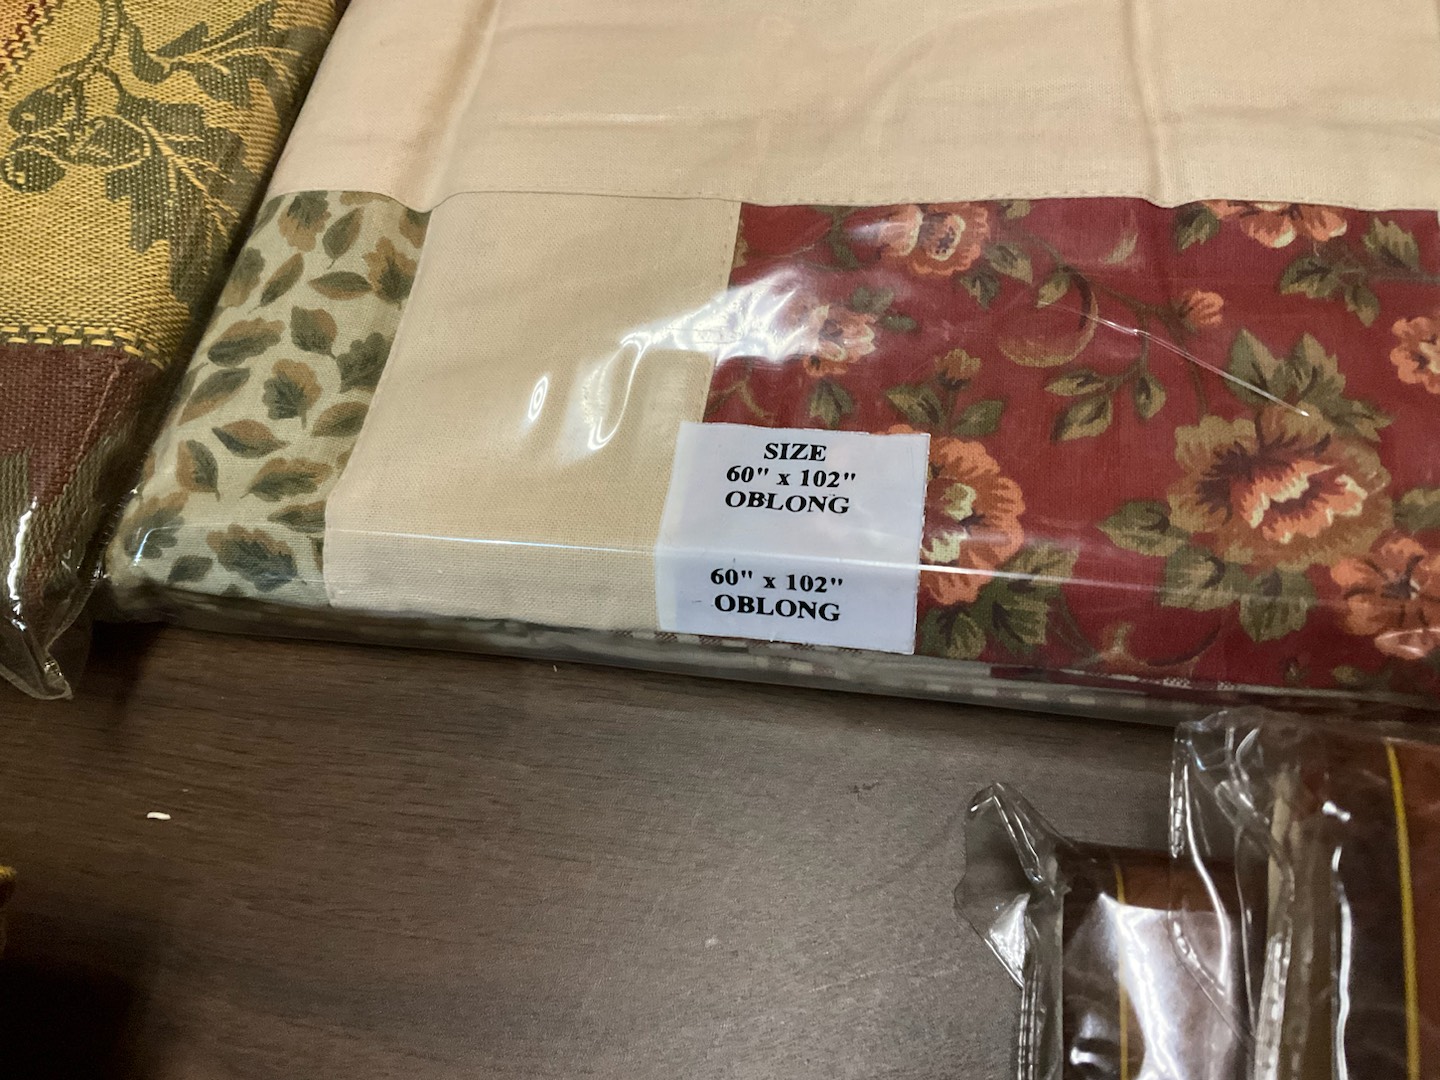 SIZE
60" x 102"
OBLONG
60" x 102"
OBLONG